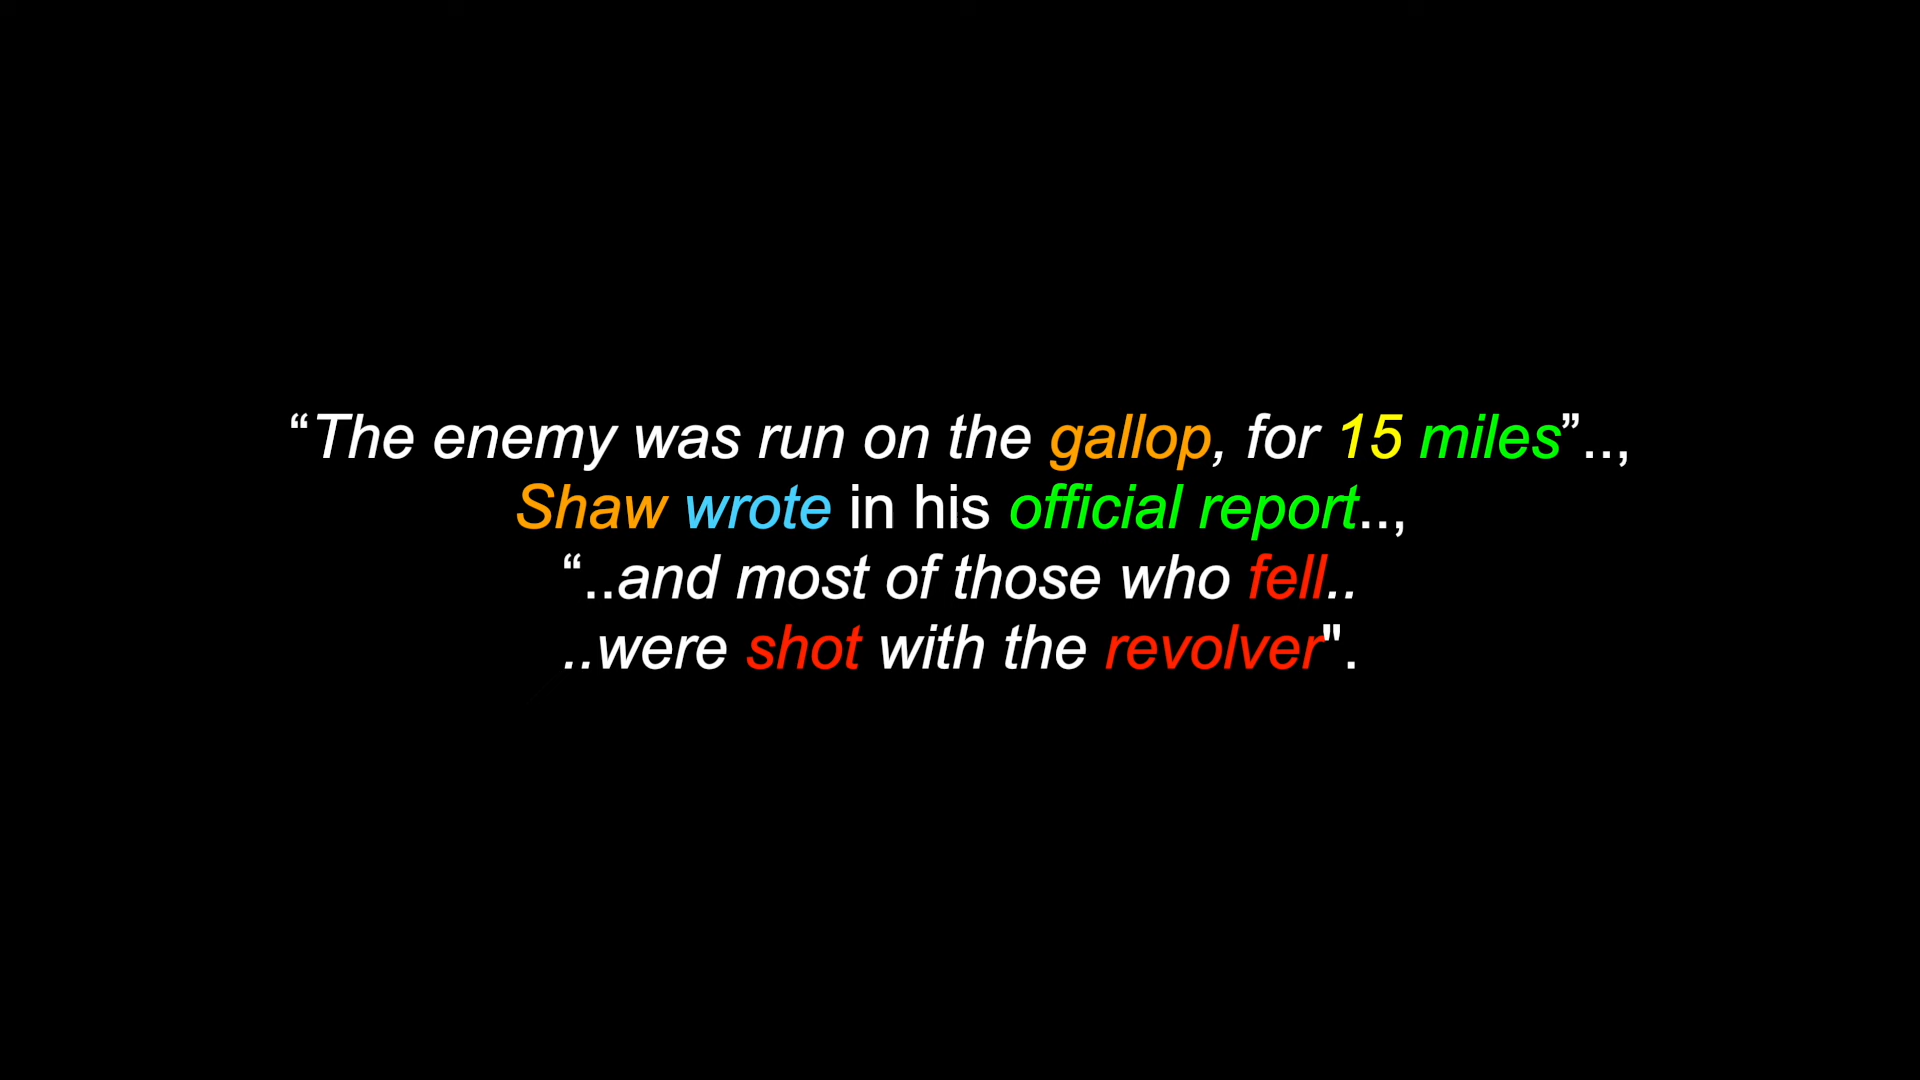 “The enemy was run on the gallop, for 15 miles”..,
Shaw wrote in his official report..,
“..and most of those who fell..
..were shot with the revolver".